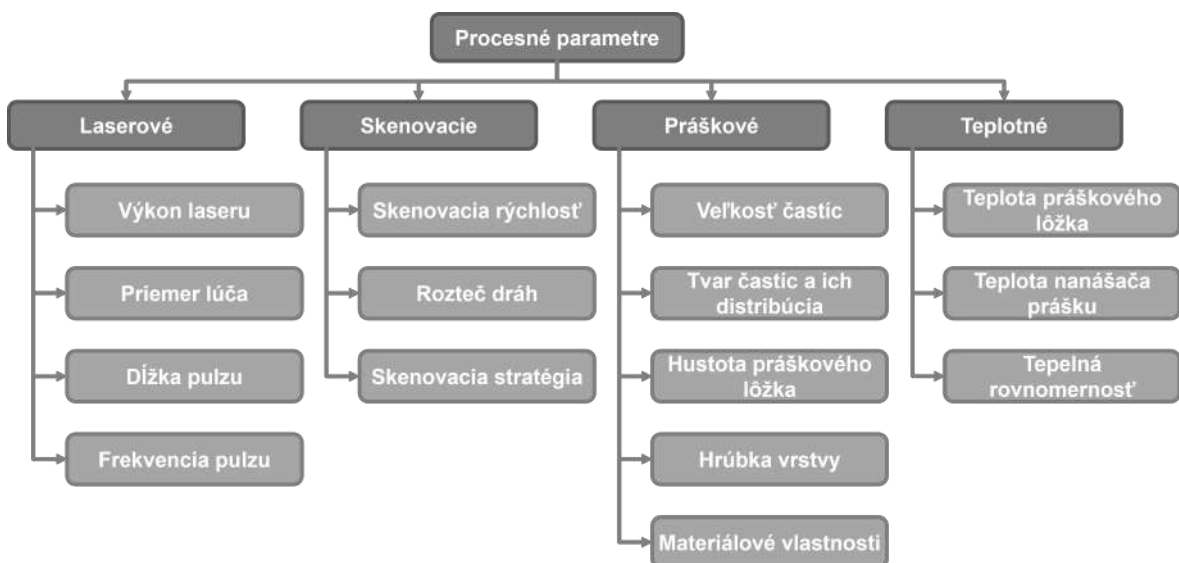 Procesné parametre
Laserové
Skenovacie
Práškové
Teplotné
Výkon laseru
Priemer lúča
Dĺžka pulzu
Frekvencia pulzu
Skenovacia rýchlosť
Rozteč dráh
Skenovacia stratégia
Veľkosť častíc
Tvar častic a ich
distribúcia
Hustota práškového
lôžka
Hrúbka vrstvy
Materiálové vlastnosti
Teplota práškového
lôžka
Teplota nanášača
prášku
Tepelná
rovnomernosť